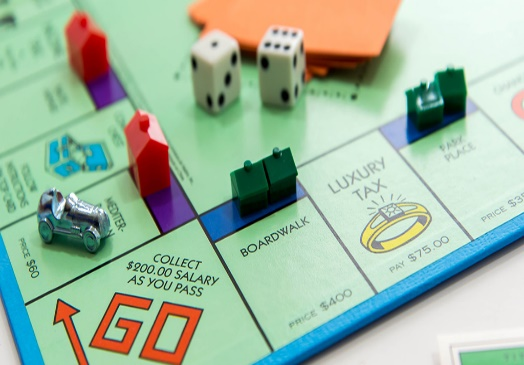 COLLECT
$200.00 SALARY
AS YOU PASS
GO
MEDITER-
PRICE $60
BOARDWALK
PRICE $400
LUXURY
TAX
PAY $75.00
PARK
PLACE